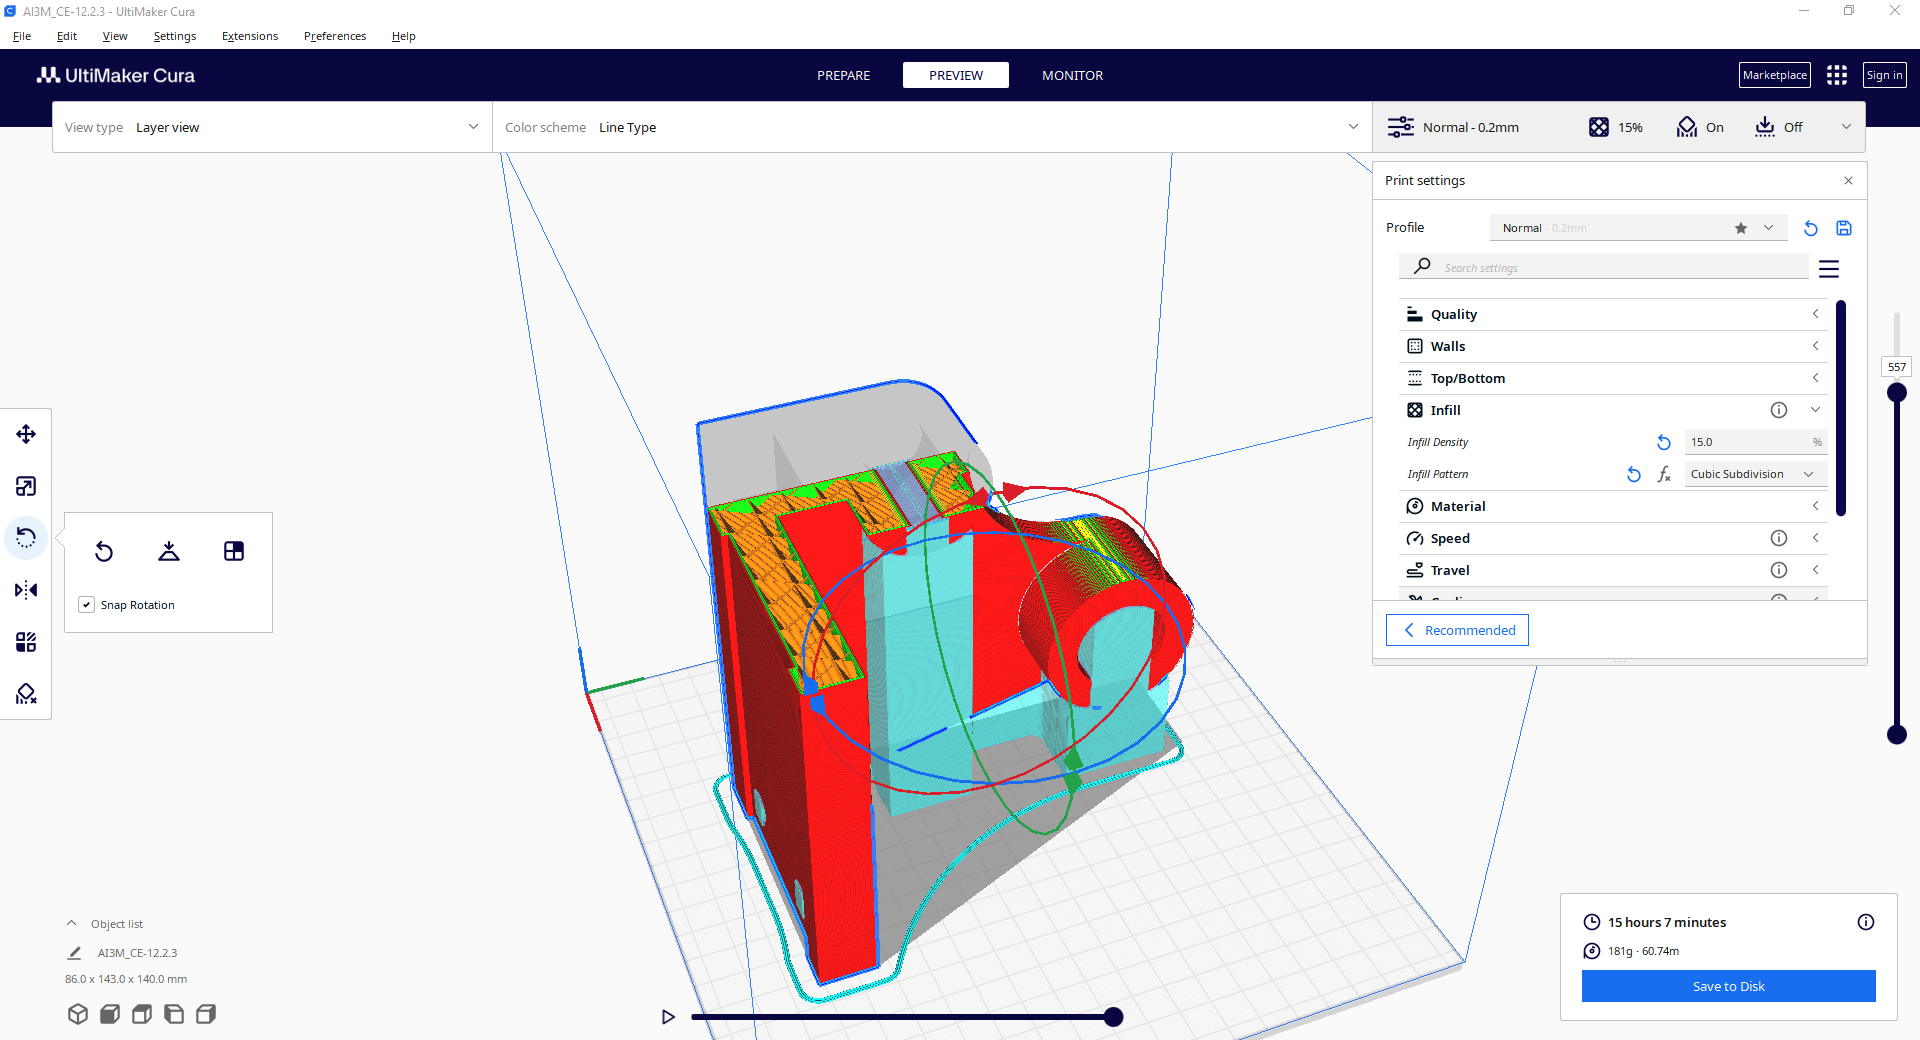 AI3M_CE-12.2.3 - UltiMaker Cura
File Edit View Settings Extensions Preferences Help
UltiMaker Cura
PREPARE PREVIEW MONITOR
Marketplace Sign in
View type Layer view
Color scheme Line Type
Normal - 0.2mm 15% On Off
Print settings
Profile Normal - 0.2mm
Search settings
Quality
Walls
Top/Bottom
Infill
Infill Density 15.0 %
Infill Pattern Cubic Subdivision
Material
Speed
Travel
Recommended
557
Snap Rotation
Object list
AI3M_CE-12.2.3
86.0 x 143.0 x 140.0 mm
15 hours 7 minutes
181g · 60.74m
Save to Disk